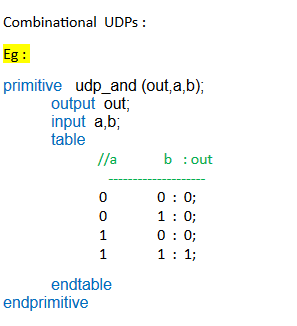 Combinational UDPs :
Eg :
primitive udp_and (out,a,b);
output out;
input a,b;
table
//a b : out
---------------------
0 0 : 0;
0 1 : 0;
1 0 : 0;
1 1 : 1;
endtable
endprimitive